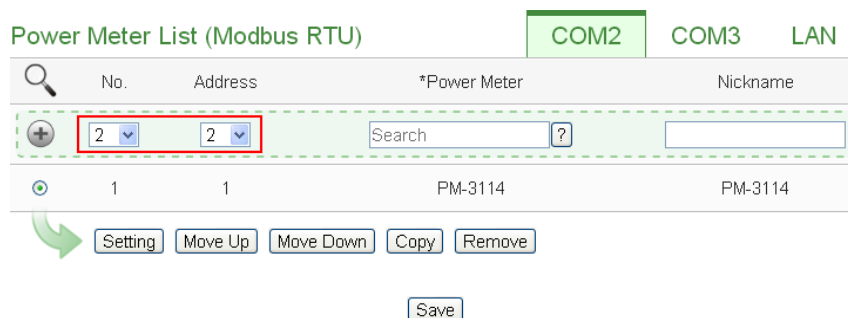 Power Meter List (Modbus RTU) COM2 COM3 LAN
No. Address *Power Meter Nickname
2 2 Search ?
1 1 PM-3114 PM-3114
Setting Move Up Move Down Copy Remove
Save